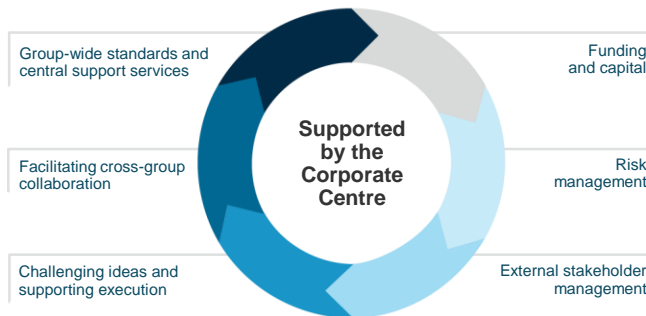 Group-wide standards and
central support services
Funding
and capital
Supported
by the
Corporate
Centre
Facilitating cross-group
collaboration
Risk
management
Challenging ideas and
supporting execution
External stakeholder
management